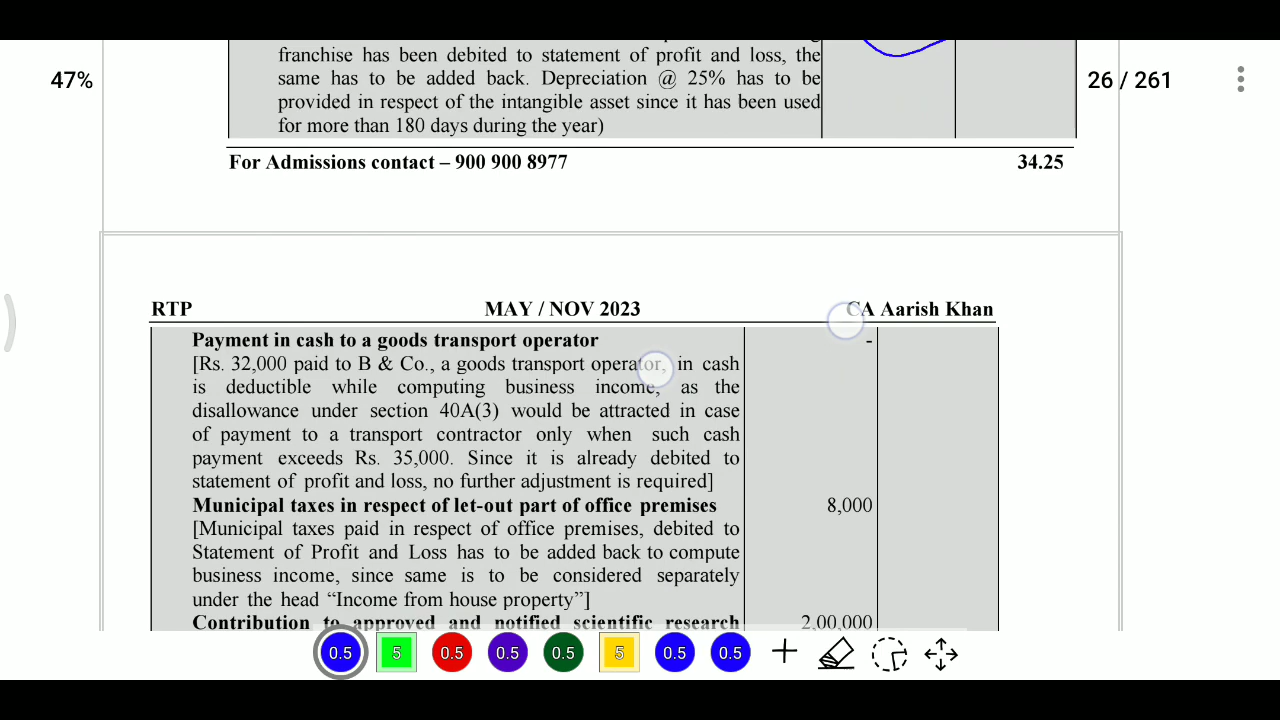 franchise has been debited to statement of profit and loss, the
same has to be added back. Depreciation @ 25% has to be
provided in respect of the intangible asset since it has been used
for more than 180 days during the year)
47%
26 / 261
For Admissions contact – 900 900 8977 34.25
RTP MAY / NOV 2023 CA Aarish Khan
Payment in cash to a goods transport operator -
[Rs. 32,000 paid to B & Co., a goods transport operator, in cash
is deductible while computing business income, as the
disallowance under section 40A(3) would be attracted in case
of payment to a transport contractor only when such cash
payment exceeds Rs. 35,000. Since it is already debited to
statement of profit and loss, no further adjustment is required]
Municipal taxes in respect of let-out part of office premises 8,000
[Municipal taxes paid in respect of office premises, debited to
Statement of Profit and Loss has to be added back to compute
business income, since same is to be considered separately
under the head “Income from house property”]
Contribution to approved and notified scientific research 2,00,000
0.5 5 0.5 0.5 0.5 5 0.5 0.5